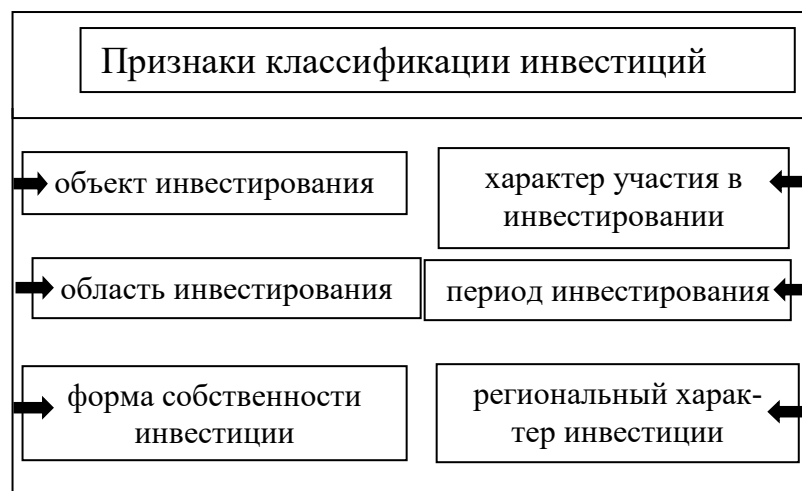 Признаки классификации инвестиций
объект инвестирования
характер участия в
инвестировании
область инвестирования
период инвестирования
форма собственности
инвестиции
региональный харак-
тер инвестиции